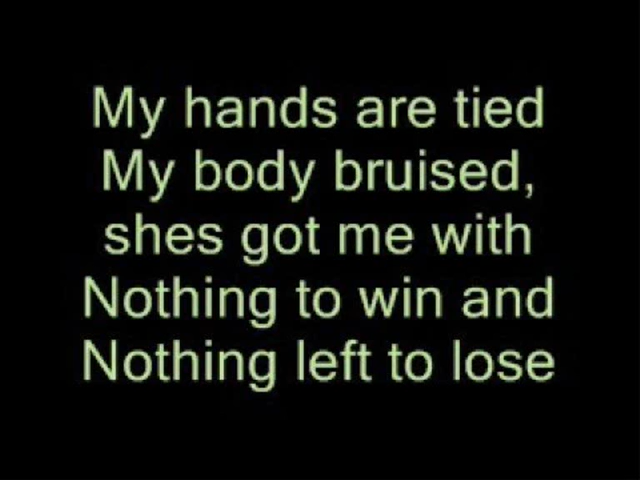 My hands are tied
My body bruised,
shes got me with
Nothing to win and
Nothing left to lose